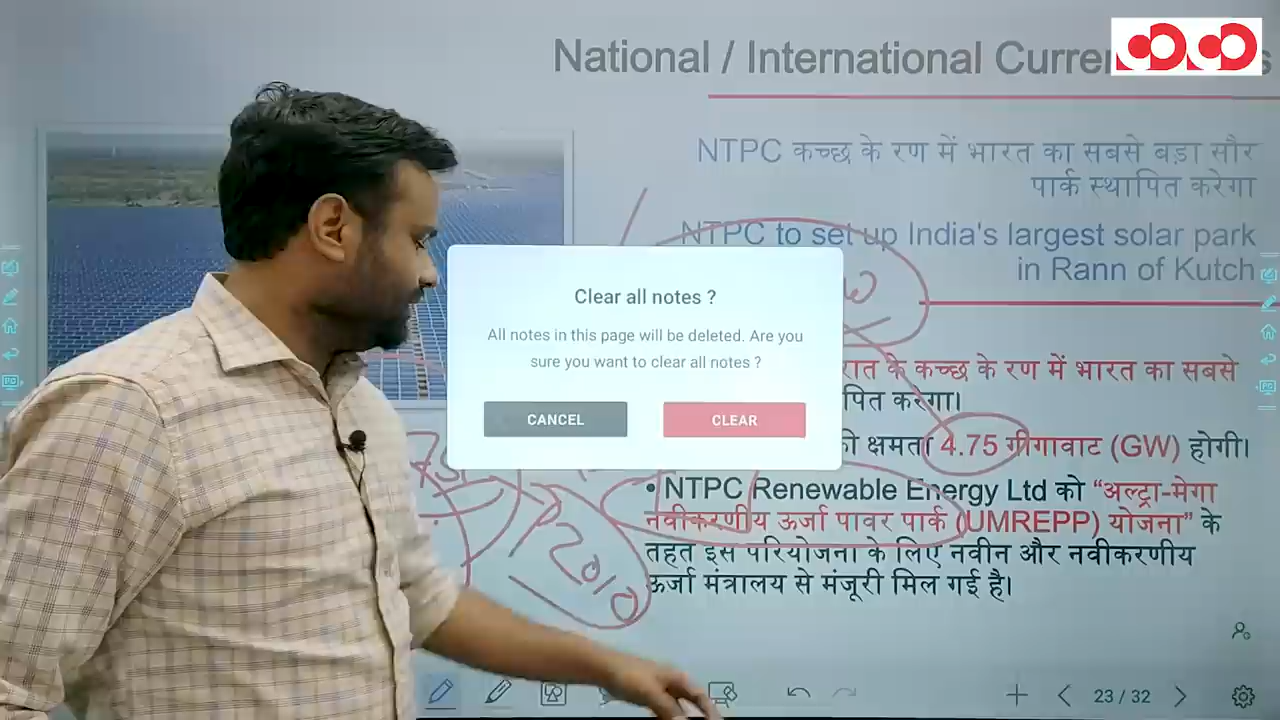 National / International Curre
NTPC कच्छ के रण में भारत का सबसे बड़ा सौर
पार्क स्थापित करेगा
NTPC to set up India's largest solar park
in Rann of Kutch
Clear all notes ?
All notes in this page will be deleted. Are you
sure you want to clear all notes ?
CANCEL
CLEAR
के कच्छ के रण में भारत का सबसे
करेगा।
क्षमता 4.75 गीगावाट (GW) होगी।
• NTPC Renewable Energy Ltd को “अल्ट्रा-मेगा
नवीकरणीय ऊर्जा पावर पार्क (UMREPP) योजना” के
तहत इस परियोजना के लिए नवीन और नवीकरणीय
ऊर्जा मंत्रालय से मंजूरी मिल गई है।
2010
23 / 32